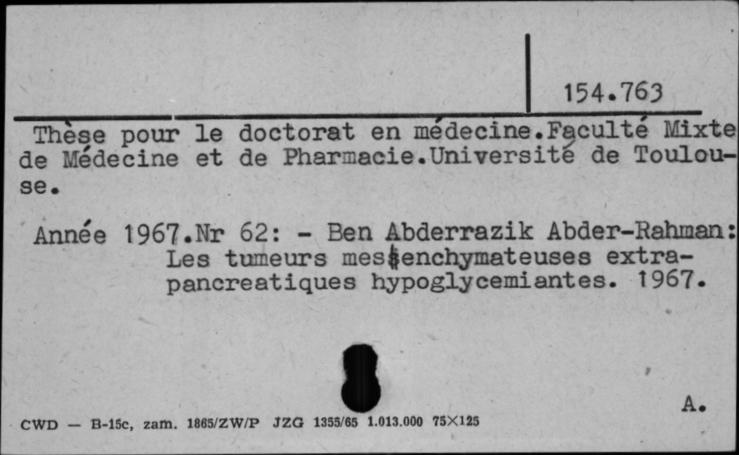 154.763
Thèse pour le doctorat en médecine.Faculté Mixte
de Médecine et de Pharmacie.Université de Toulou-
se.
Année 1967.Nr 62: - Ben Abderrazik Abder-Rahman:
Les tumeurs mesenchymateuses extra-
pancreatiques hypoglycemiantes. 1967.
A.
CWD — B-15c, zam. 1865/ZW/P JZG 1355/65 1.013.000 75×125